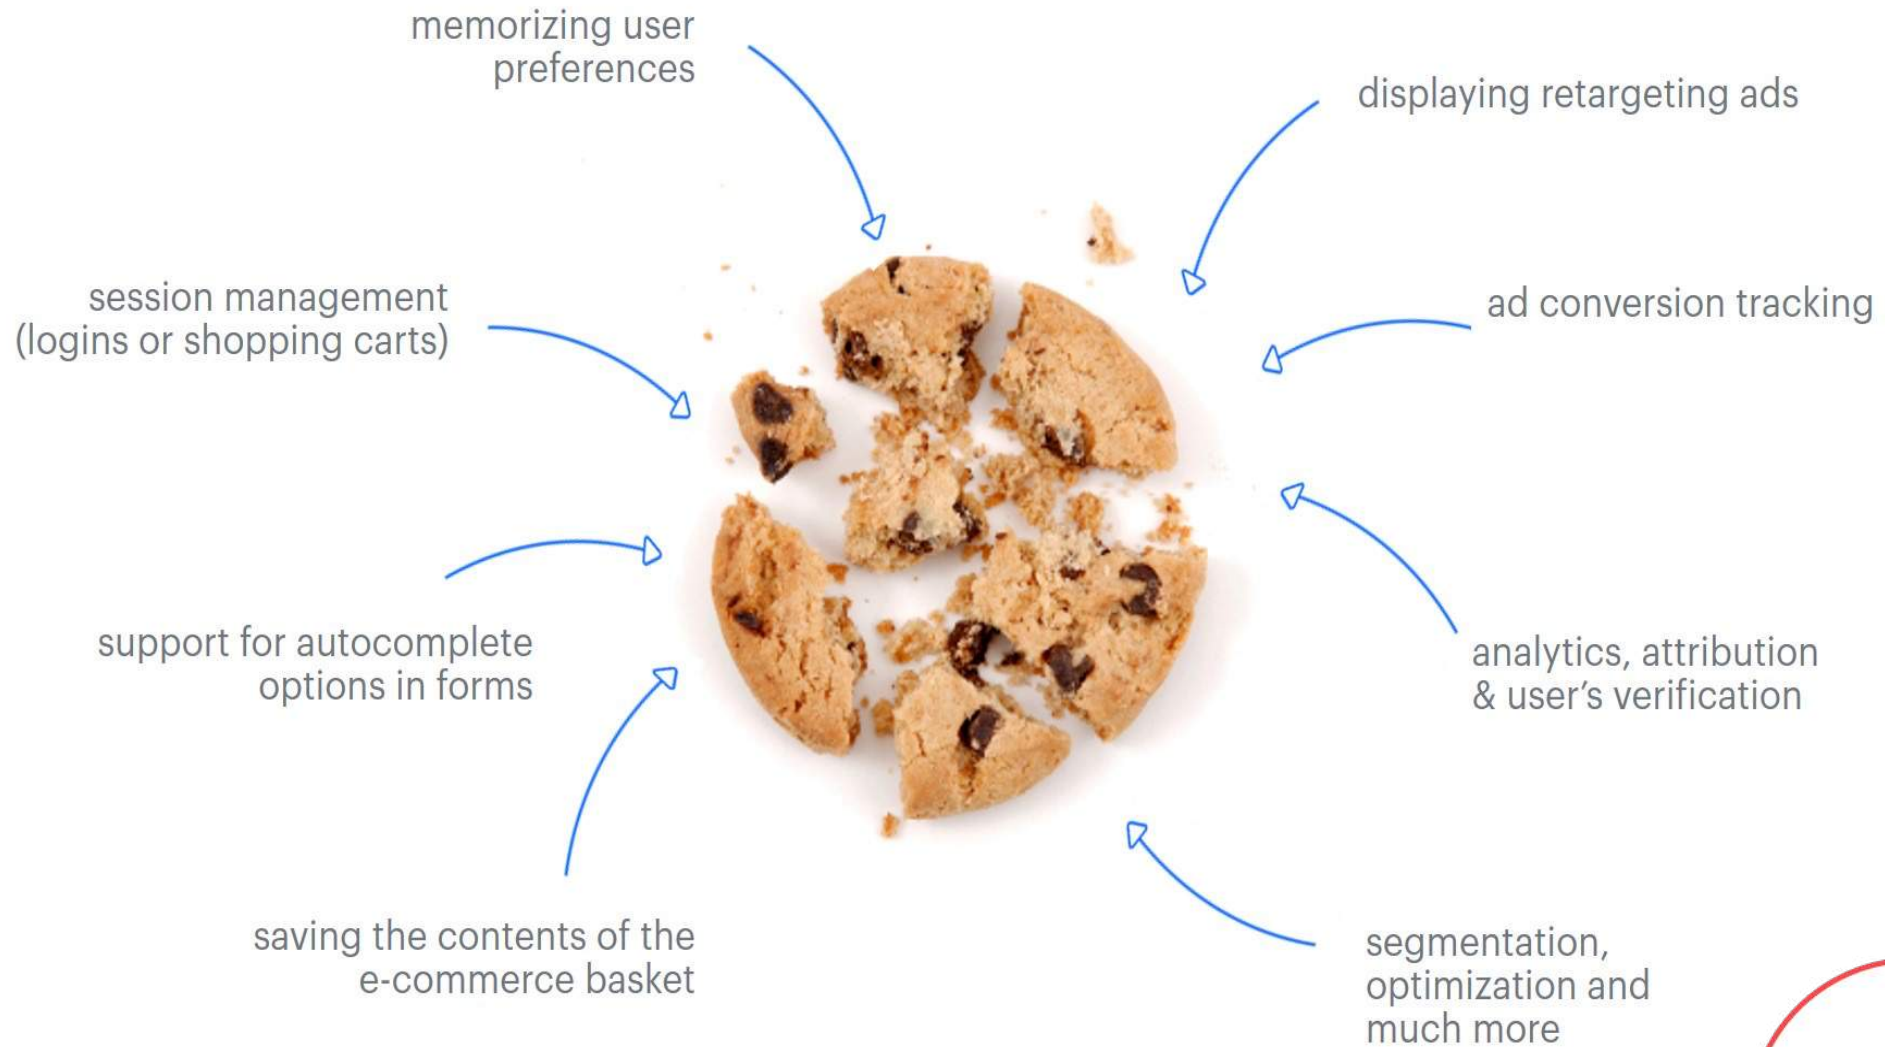 memorizing user
preferences
displaying retargeting ads
session management
(logins or shopping carts)
ad conversion tracking
support for autocomplete
options in forms
analytics, attribution
& user’s verification
saving the contents of the
e-commerce basket
segmentation,
optimization and
much more